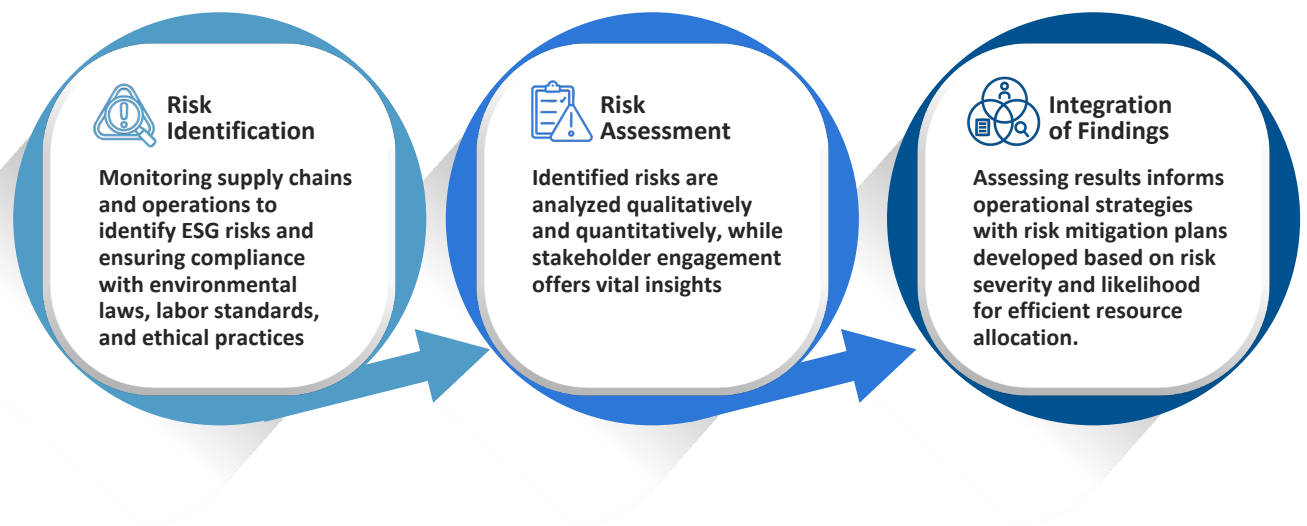 Risk
Identification
Monitoring supply chains
and operations to
identify ESG risks and
ensuring compliance
with environmental
laws, labor standards,
and ethical practices
Risk
Assessment
Identified risks are
analyzed qualitatively
and quantitatively, while
stakeholder engagement
offers vital insights
Integration
of Findings
Assessing results informs
operational strategies
with risk mitigation plans
developed based on risk
severity and likelihood
for efficient resource
allocation.